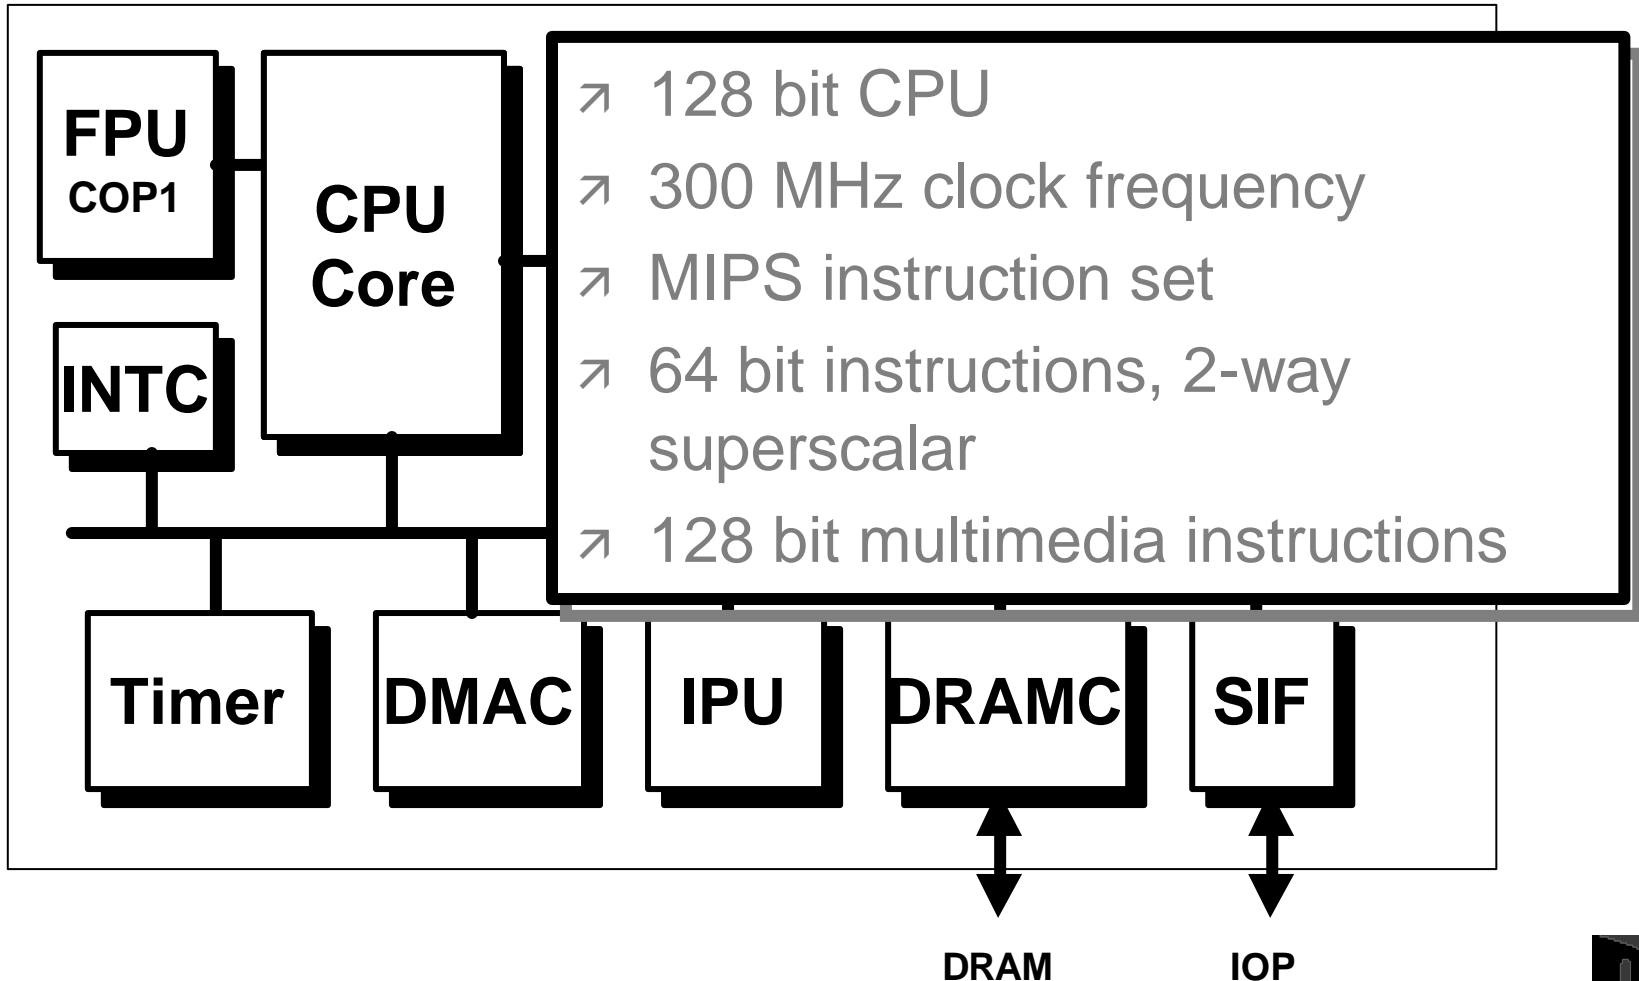 FPU
COP1
CPU
Core
INTC
128 bit CPU
300 MHz clock frequency
MIPS instruction set
64 bit instructions, 2-way
superscalar
128 bit multimedia instructions
Timer
DMAC
IPU
DRAMC
SIF
DRAM
IOP